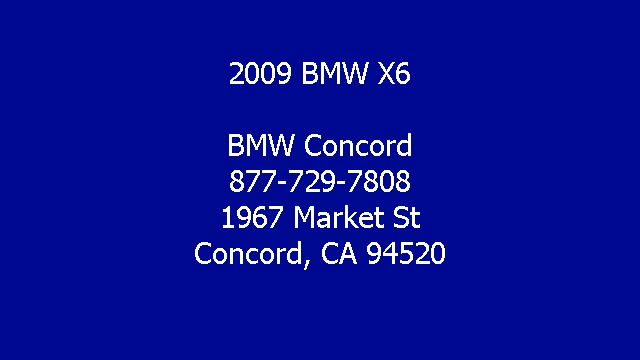 2009 BMW X6
BMW Concord
877-729-7808
1967 Market St
Concord, CA 94520